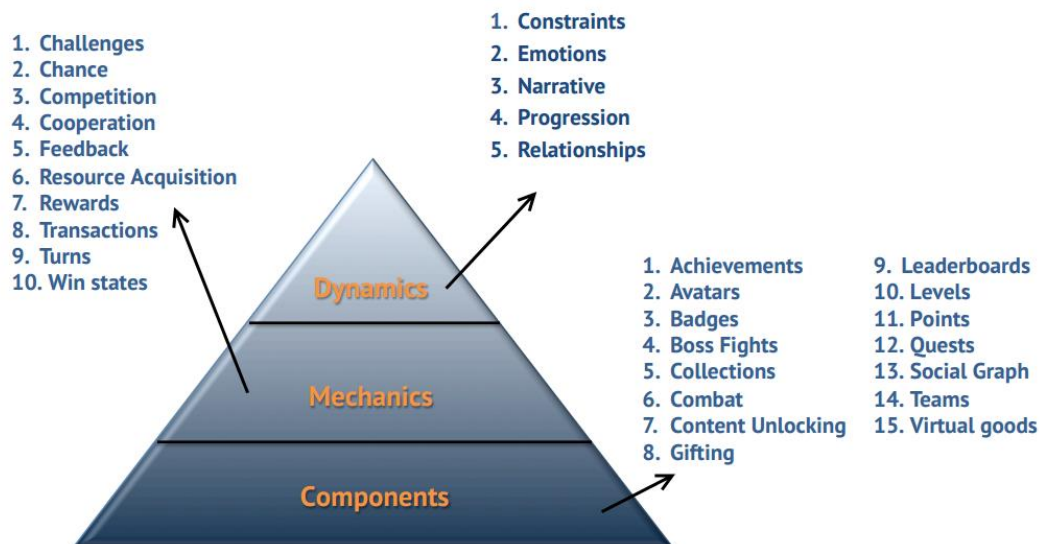 1. Challenges
2. Chance
3. Competition
4. Cooperation
5. Feedback
6. Resource Acquisition
7. Rewards
8. Transactions
9. Turns
10. Win states
1. Constraints
2. Emotions
3. Narrative
4. Progression
5. Relationships
Dynamics
Mechanics
Components
1. Achievements
2. Avatars
3. Badges
4. Boss Fights
5. Collections
6. Combat
7. Content Unlocking
8. Gifting
9. Leaderboards
10. Levels
11. Points
12. Quests
13. Social Graph
14. Teams
15. Virtual goods